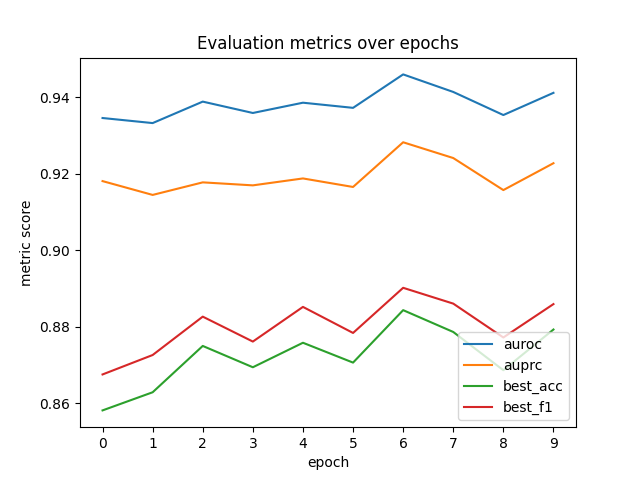 Evaluation metrics over epochs
metric score
0.94
0.92
0.90
0.88
0.86
0 1 2 3 4 5 6 7 8 9
epoch
auroc
auprc
best_acc
best_f1